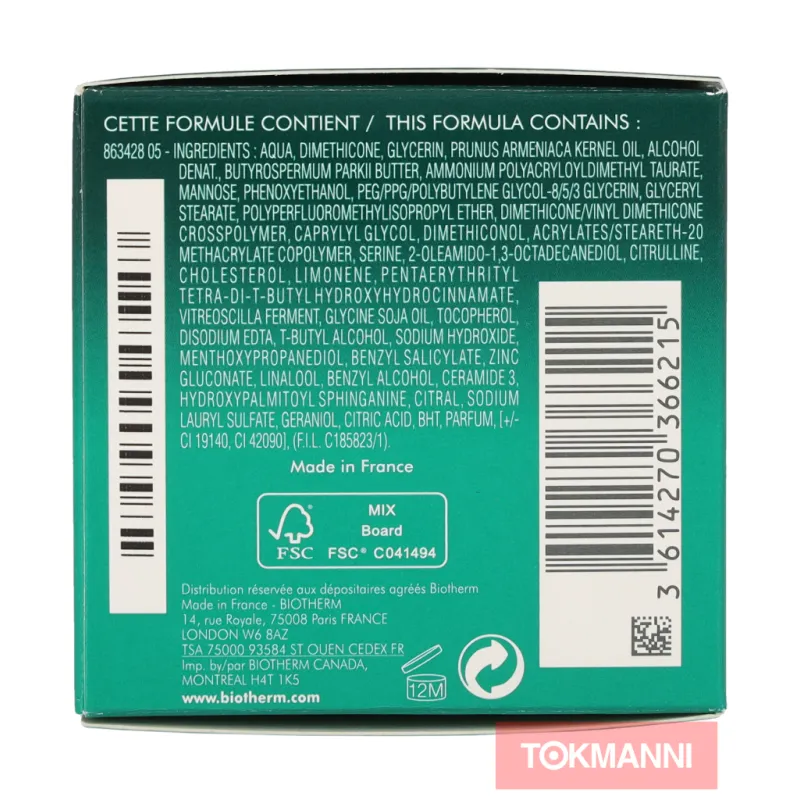 CETTE FORMULE CONTIENT / THIS FORMULA CONTAINS :
863428 05 - INGREDIENTS : AQUA, DIMETHICONE, GLYCERIN, PRUNUS ARMENIACA KERNEL OIL, ALCOHOL
DENAT., BUTYROSPERMUM PARKII BUTTER, AMMONIUM POLYACRYLOYLDIMETHYL TAURATE,
MANNOSE, PHENOXYETHANOL, PEG/PPG/POLYBUTYLENE GLYCOL-8/5/3 GLYCERIN, GLYCERYL
STEARATE, POLYPERFLUOROMETHYLISOPROPYL ETHER, DIMETHICONE/VINYL DIMETHICONE
CROSSPOLYMER, CAPRYLYL GLYCOL, DIMETHICONOL, ACRYLATES/STEARETH-20
METHACRYLATE COPOLYMER, SERINE, 2-OLEAMIDO-1,3-OCTADECANEDIOL, CITRULLINE,
CHOLESTEROL, LIMONENE, PENTAERYTHRITYL
TETRA-DI-T-BUTYL HYDROXYHYDROCINNAMATE,
VITREOSCILLA FERMENT, GLYCINE SOJA OIL, TOCOPHEROL,
DISODIUM EDTA, T-BUTYL ALCOHOL, SODIUM HYDROXIDE,
MENTHOXYPROPANEDIOL, BENZYL SALICYLATE, ZINC
GLUCONATE, LINALOOL, BENZYL ALCOHOL, CERAMIDE 3,
HYDROXYPALMITOYL SPHINGANINE, CITRAL, SODIUM
LAURYL SULFATE, GERANIOL, CITRIC ACID, BHT, PARFUM, [+/-
CI 19140, CI 42090], (F.I.L. C185823/1).
Made in France
MIX
Board
FSC
FSC® C041494
3 614270 366215
Distribution réservée aux dépositaires agréés Biotherm
Made in France - BIOTHERM
14, rue Royale, 75008 Paris FRANCE
LONDON W6 8AZ
TSA 75000 93584 ST OUEN CEDEX FR
Imp. by/par BIOTHERM CANADA,
MONTREAL H4T 1K5
www.biotherm.com
12M
TOKMANNI